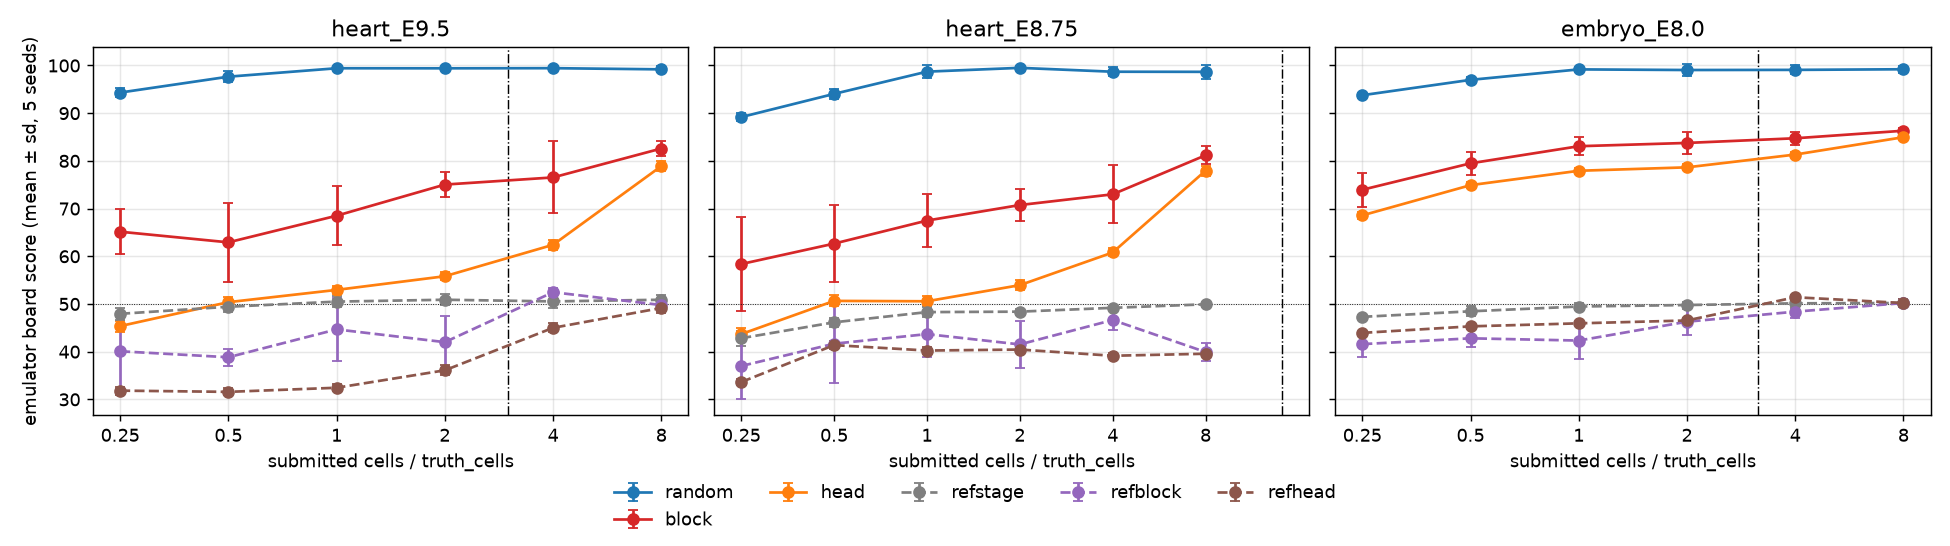 heart_E9.5
heart_E8.75
embryo_E8.0
emulator board score (mean ± sd, 5 seeds)
100
90
80
70
60
50
40
30
0.25 0.5 1 2 4 8
0.25 0.5 1 2 4 8
0.25 0.5 1 2 4 8
submitted cells / truth_cells
submitted cells / truth_cells
submitted cells / truth_cells
random head refstage refblock refhead
block